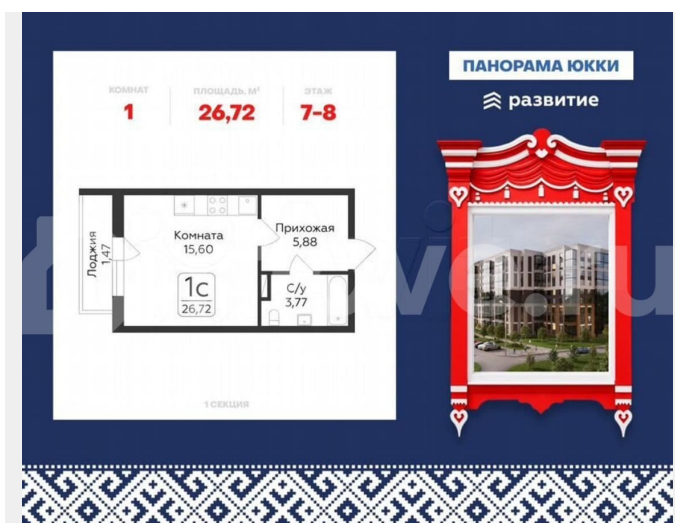 КОМНАТ
1
ПЛОЩАДЬ, М²
26,72
ЭТАЖ
7-8
Лоджия
1,47
Комната
15,60
Прихожая
5,88
1С
26,72
С/у
3,77
1 СЕКЦИЯ
ПАНОРАМА ЮККИ
развитие